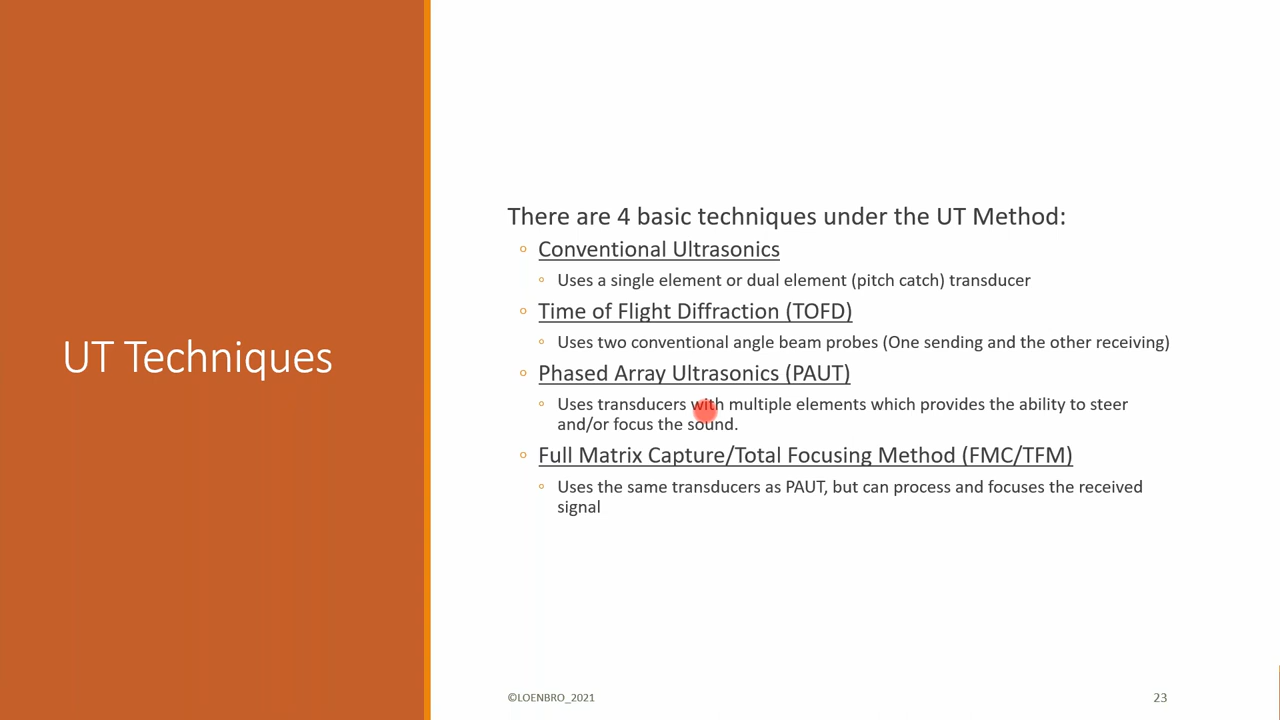 UT Techniques
There are 4 basic techniques under the UT Method:
Conventional Ultrasonics
Uses a single element or dual element (pitch catch) transducer
Time of Flight Diffraction (TOFD)
Uses two conventional angle beam probes (One sending and the other receiving)
Phased Array Ultrasonics (PAUT)
Uses transducers with multiple elements which provides the ability to steer
and/or focus the sound.
Full Matrix Capture/Total Focusing Method (FMC/TFM)
Uses the same transducers as PAUT, but can process and focuses the received
signal
©LOENBRO_2021
23